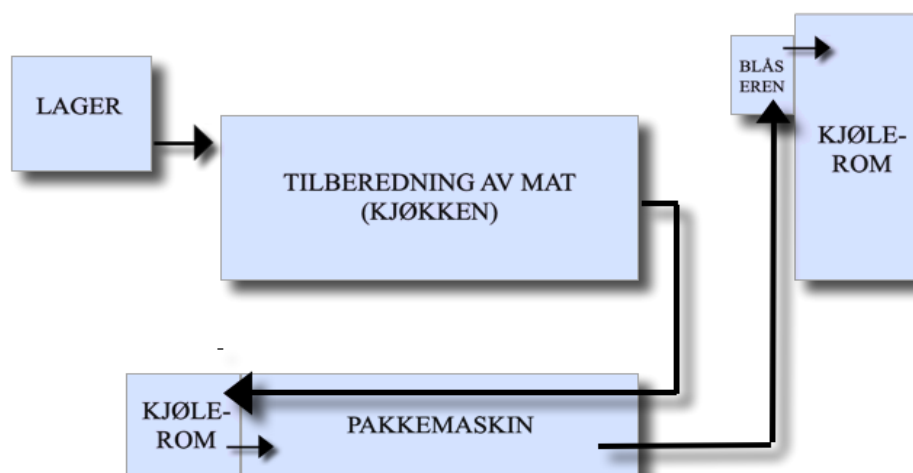 LAGER
TILBEREDNING AV MAT
(KJØKKEN)
BLÅS
EREN
KJØLE-
ROM
-
KJØLE-
ROM
PAKKEMASKIN